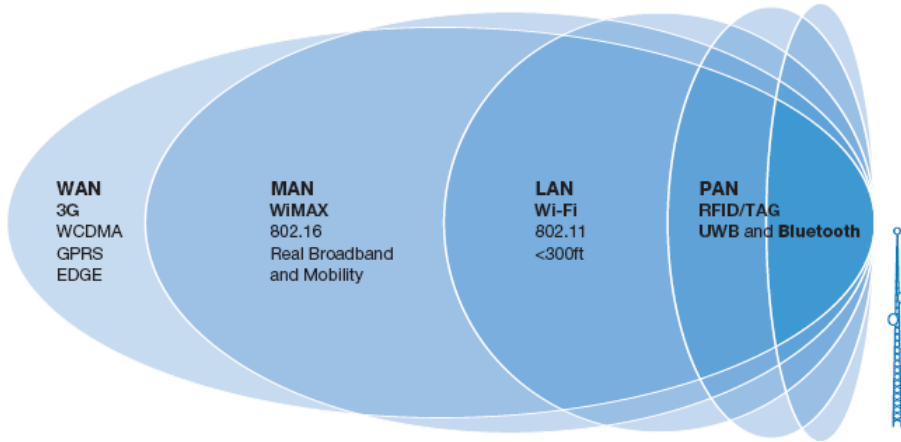 WAN
3G
WCDMA
GPRS
EDGE
MAN
WiMAX
802.16
Real Broadband
and Mobility
LAN
Wi-Fi
802.11
<300ft
PAN
RFID/TAG
UWB and Bluetooth